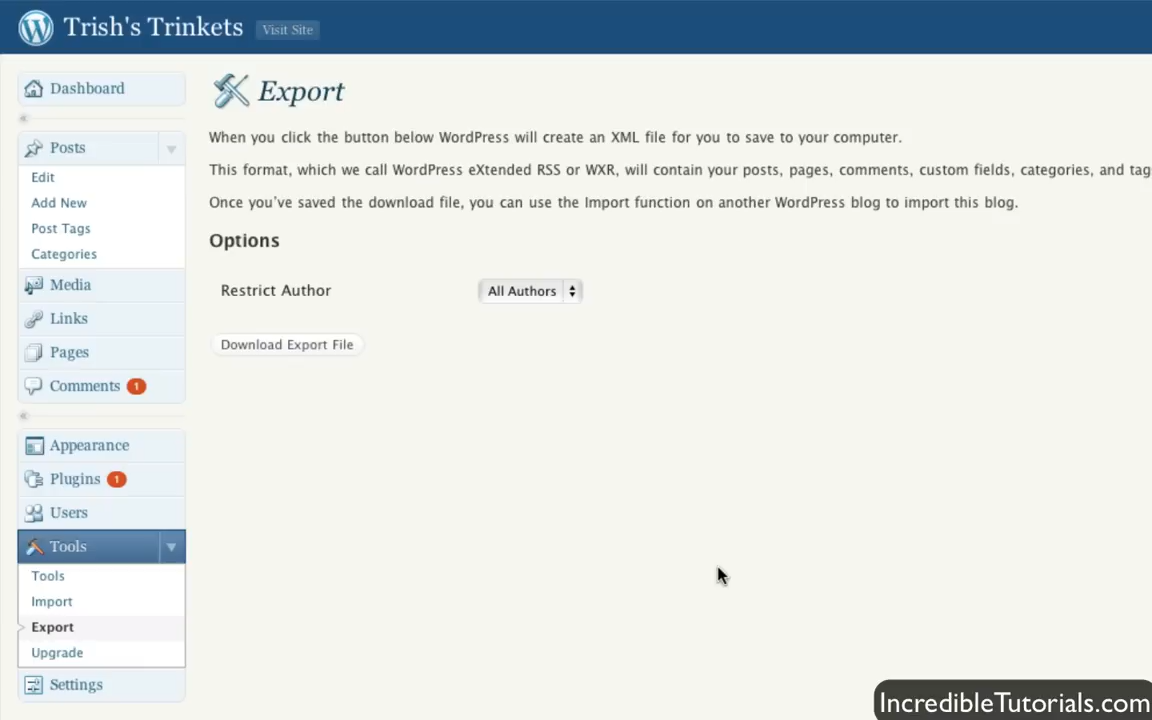 Trish's Trinkets
Visit Site
Dashboard
Posts
Edit
Add New
Post Tags
Categories
Media
Links
Pages
Comments 1
Appearance
Plugins 1
Users
Tools
Tools
Import
Export
Upgrade
Settings
Export
When you click the button below WordPress will create an XML file for you to save to your computer.
This format, which we call WordPress eXtended RSS or WXR, will contain your posts, pages, comments, custom fields, categories, and tag
Once you've saved the download file, you can use the Import function on another WordPress blog to import this blog.
Options
Restrict Author
All Authors
Download Export File
IncredibleTutorials.com